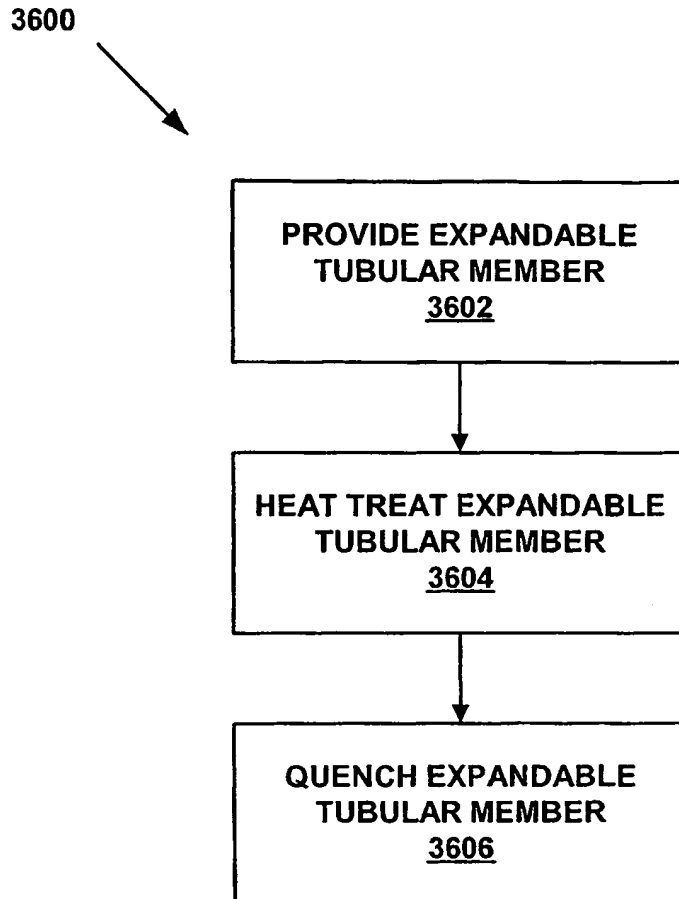 3600
PROVIDE EXPANDABLE
TUBULAR MEMBER
3602
HEAT TREAT EXPANDABLE
TUBULAR MEMBER
3604
QUENCH EXPANDABLE
TUBULAR MEMBER
3606